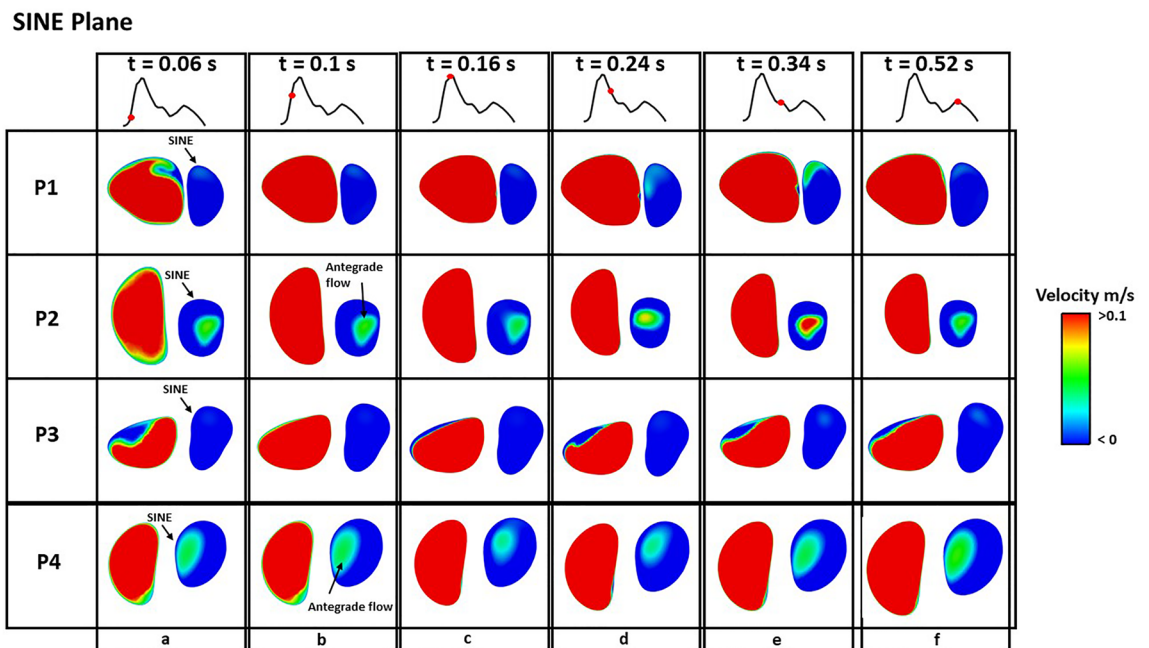 SINE Plane
t = 0.06 s
t = 0.1 s
t = 0.16 s
t = 0.24 s
t = 0.34 s
t = 0.52 s
P1
SINE
P2
SINE
Antegrade
flow
P3
SINE
P4
SINE
Antegrade flow
Velocity m/s
>0.1
< 0
a
b
c
d
e
f